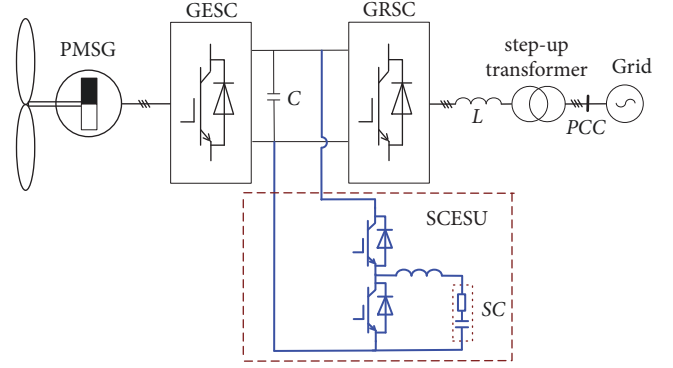 GESC
GRSC
PMSG
step-up
transformer
Grid
C
L
PCC
SCESU
SC